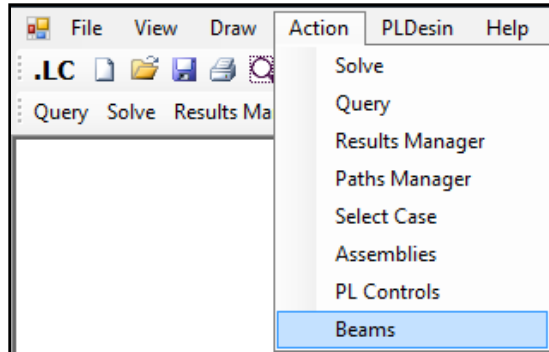 File View Draw Action PLDesin Help
.LC
Solve
Query
Query Solve Results Ma
Results Manager
Paths Manager
Select Case
Assemblies
PL Controls
Beams